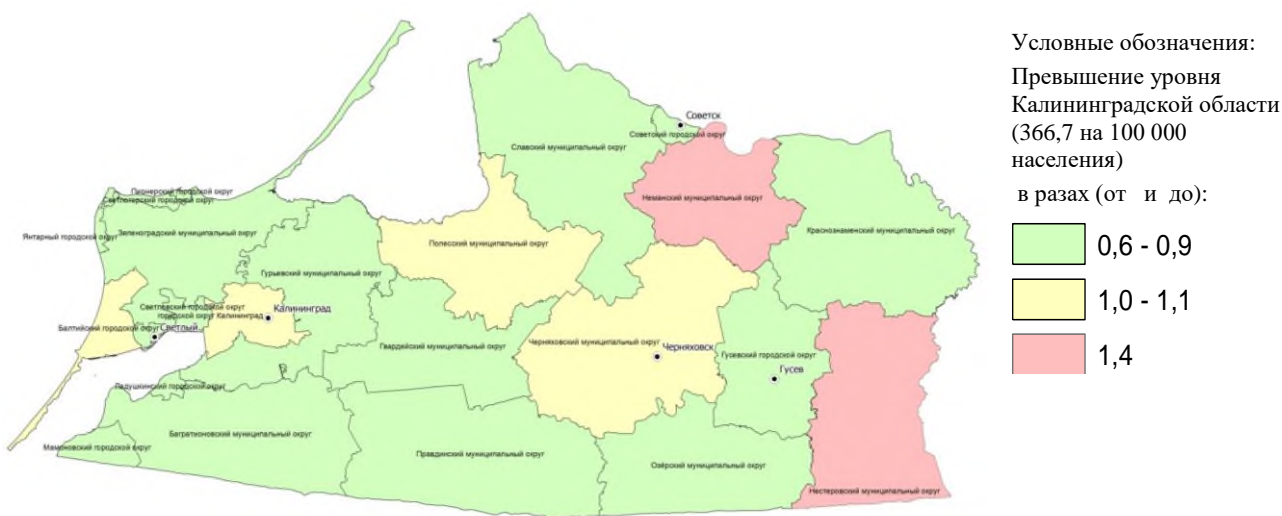 Условные обозначения:
Превышение уровня
Калининградской области
(366,7 на 100 000
населения)
в разах (от и до):
0,6 - 0,9
1,0 - 1,1
1,4
Советск
Советский городской округ
Славский муниципальный округ
Неманский муниципальный округ
Краснознаменский муниципальный округ
Пионерский городской округ
Светлогорский городской округ
Янтарный городской округ
Зеленоградский муниципальный округ
Полесский муниципальный округ
Гурьевский муниципальный округ
Светловский городской округ
городской округ Калининград
Калининград
Балтийский городской округ
Светлый
Гвардейский муниципальный округ
Черняховский муниципальный округ
Черняховск
Гусевский городской округ
Гусев
Ладушкинский городской округ
Мамоновский городской округ
Багратионовский муниципальный округ
Правдинский муниципальный округ
Озёрский муниципальный округ
Нестеровский муниципальный округ